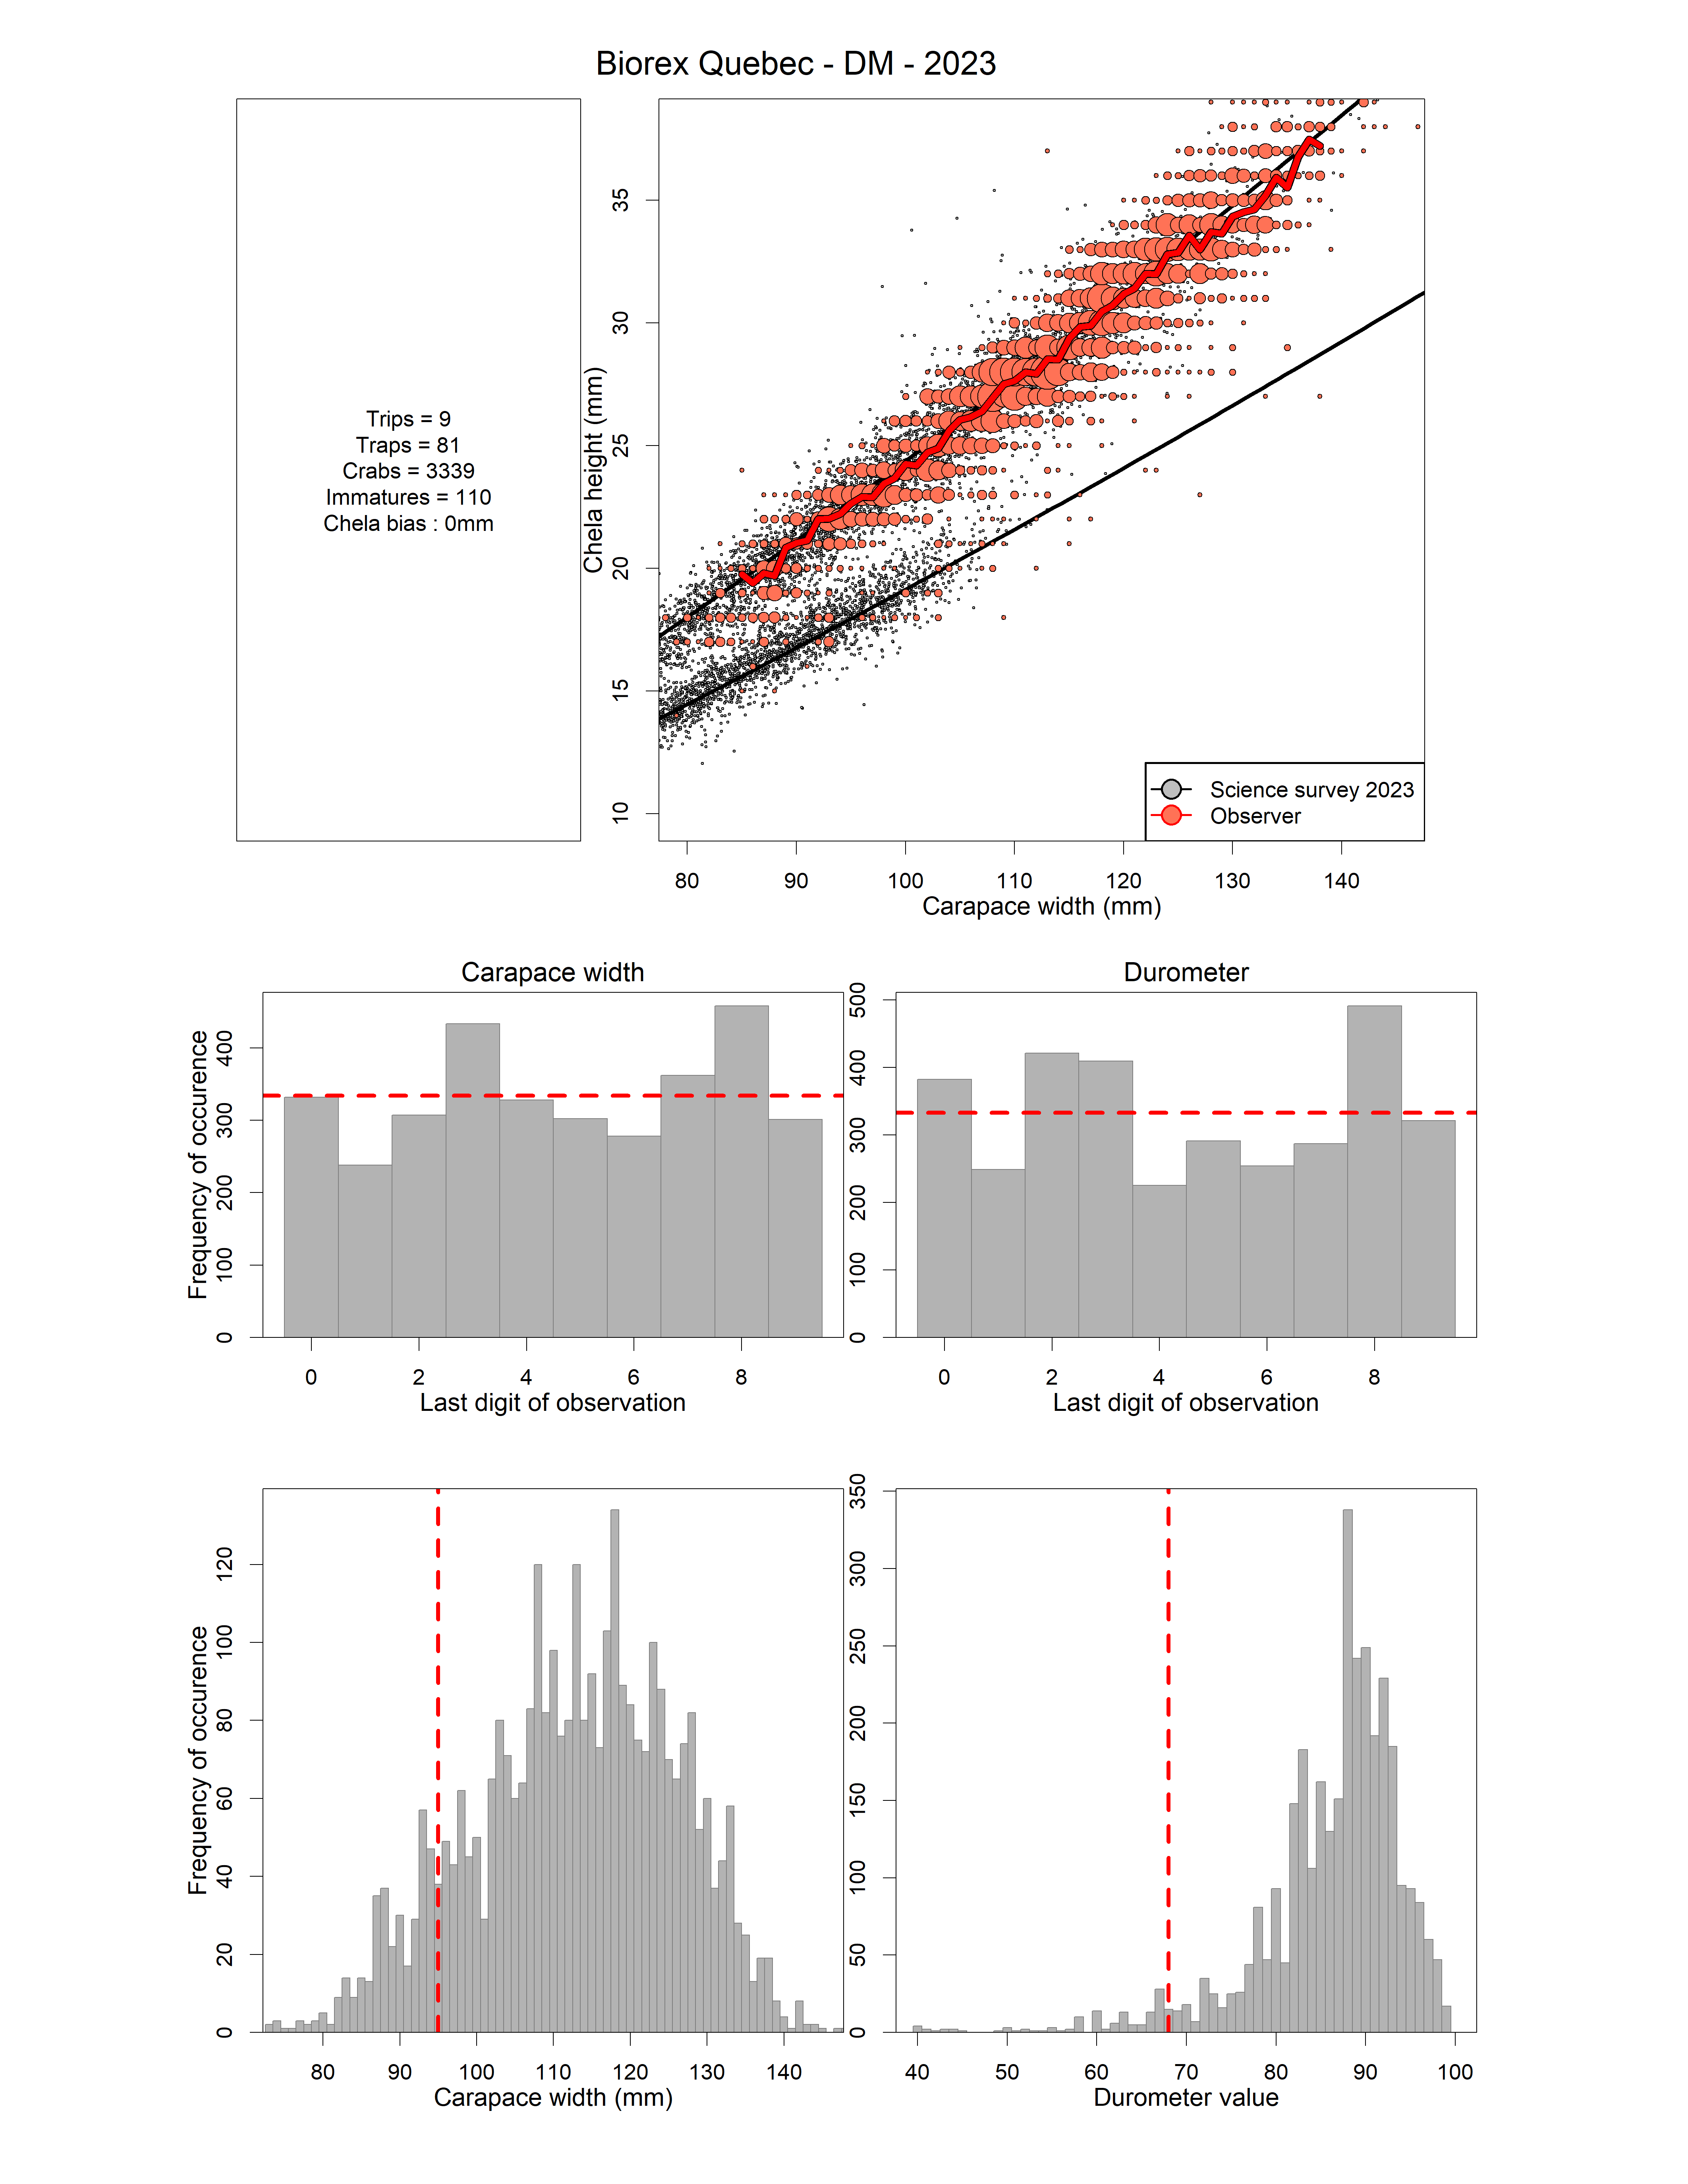 Biorex Quebec - DM - 2023
Trips = 9
Traps = 81
Crabs = 3339
Immatures = 110
Chela bias : 0mm
Chela height (mm)
35
30
25
20
15
10
Science survey 2023
Observer
80 90 100 110 120 130 140
Carapace width (mm)
Carapace width
Frequency of occurence
400
300
200
100
0
0 2 4 6 8
Last digit of observation
Durometer
500
400
300
200
100
0
0 2 4 6 8
Last digit of observation
Frequency of occurence
120
100
80
60
40
20
0
80 90 100 110 120 130 140
Carapace width (mm)
350
300
250
200
150
100
50
0
40 50 60 70 80 90 100
Durometer value